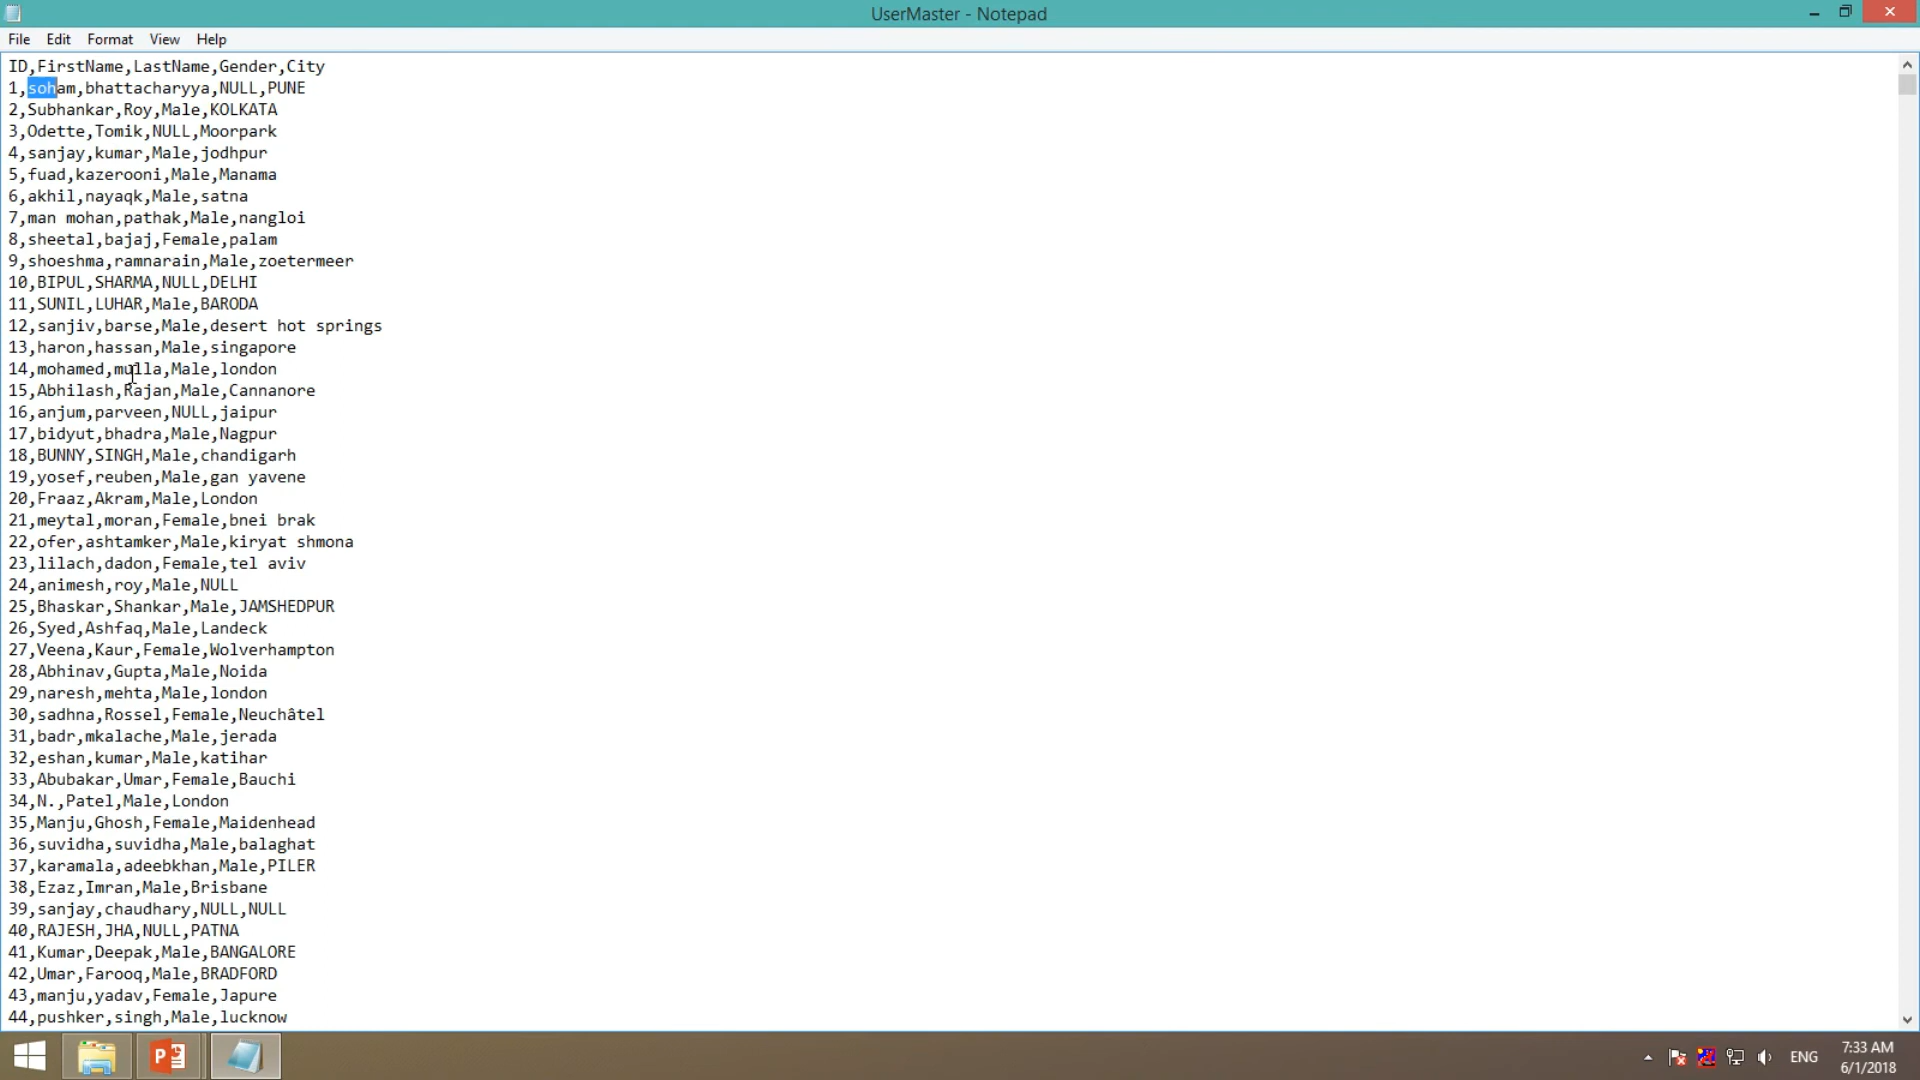 UserMaster - Notepad
File Edit Format View Help
ID,FirstName,LastName,Gender,City
1,soham,bhattacharyya,NULL,PUNE
2,Subhankar,Roy,Male,KOLKATA
3,Odette,Tomik,NULL,Moorpark
4,sanjay,kumar,Male,jodhpur
5,fuad,kazerooni,Male,Manama
6,akhil,nayaqk,Male,satna
7,man mohan,pathak,Male,nangloi
8,sheetal,bajaj,Female,palam
9,shoeshma,ramnarain,Male,zoetermeer
10,BIPUL,SHARMA,NULL,DELHI
11,SUNIL,LUHAR,Male,BARODA
12,sanjiv,barse,Male,desert hot springs
13,haron,hassan,Male,singapore
14,mohamed,mulla,Male,london
15,Abhilash,Rajan,Male,Cannanore
16,anjum,parveen,NULL,jaipur
17,bidyut,bhadra,Male,Nagpur
18,BUNNY,SINGH,Male,chandigarh
19,yosef,reuben,Male,gan yavene
20,Fraaz,Akram,Male,London
21,meytal,moran,Female,bnei brak
22,ofer,ashtamker,Male,kiryat shmona
23,lilach,dadon,Female,tel aviv
24,animesh,roy,Male,NULL
25,Bhaskar,Shankar,Male,JAMSHEDPUR
26,Syed,Ashfaq,Male,Landeck
27,Veena,Kaur,Female,Wolverhampton
28,Abhinav,Gupta,Male,Noida
29,naresh,mehta,Male,london
30,sadhna,Rossel,Female,Neuchâtel
31,badr,mkalache,Male,jerada
32,eshan,kumar,Male,katihar
33,Abubakar,Umar,Female,Bauchi
34,N.,Patel,Male,London
35,Manju,Ghosh,Female,Maidenhead
36,suvidha,suvidha,Male,balaghat
37,karamala,adeebkhan,Male,PILER
38,Ezaz,Imran,Male,Brisbane
39,sanjay,chaudhary,NULL,NULL
40,RAJESH,JHA,NULL,PATNA
41,Kumar,Deepak,Male,BANGALORE
42,Umar,Farooq,Male,BRADFORD
43,manju,yadav,Female,Japure
44,pushker,singh,Male,lucknow
ENG
7:33 AM
6/1/2018